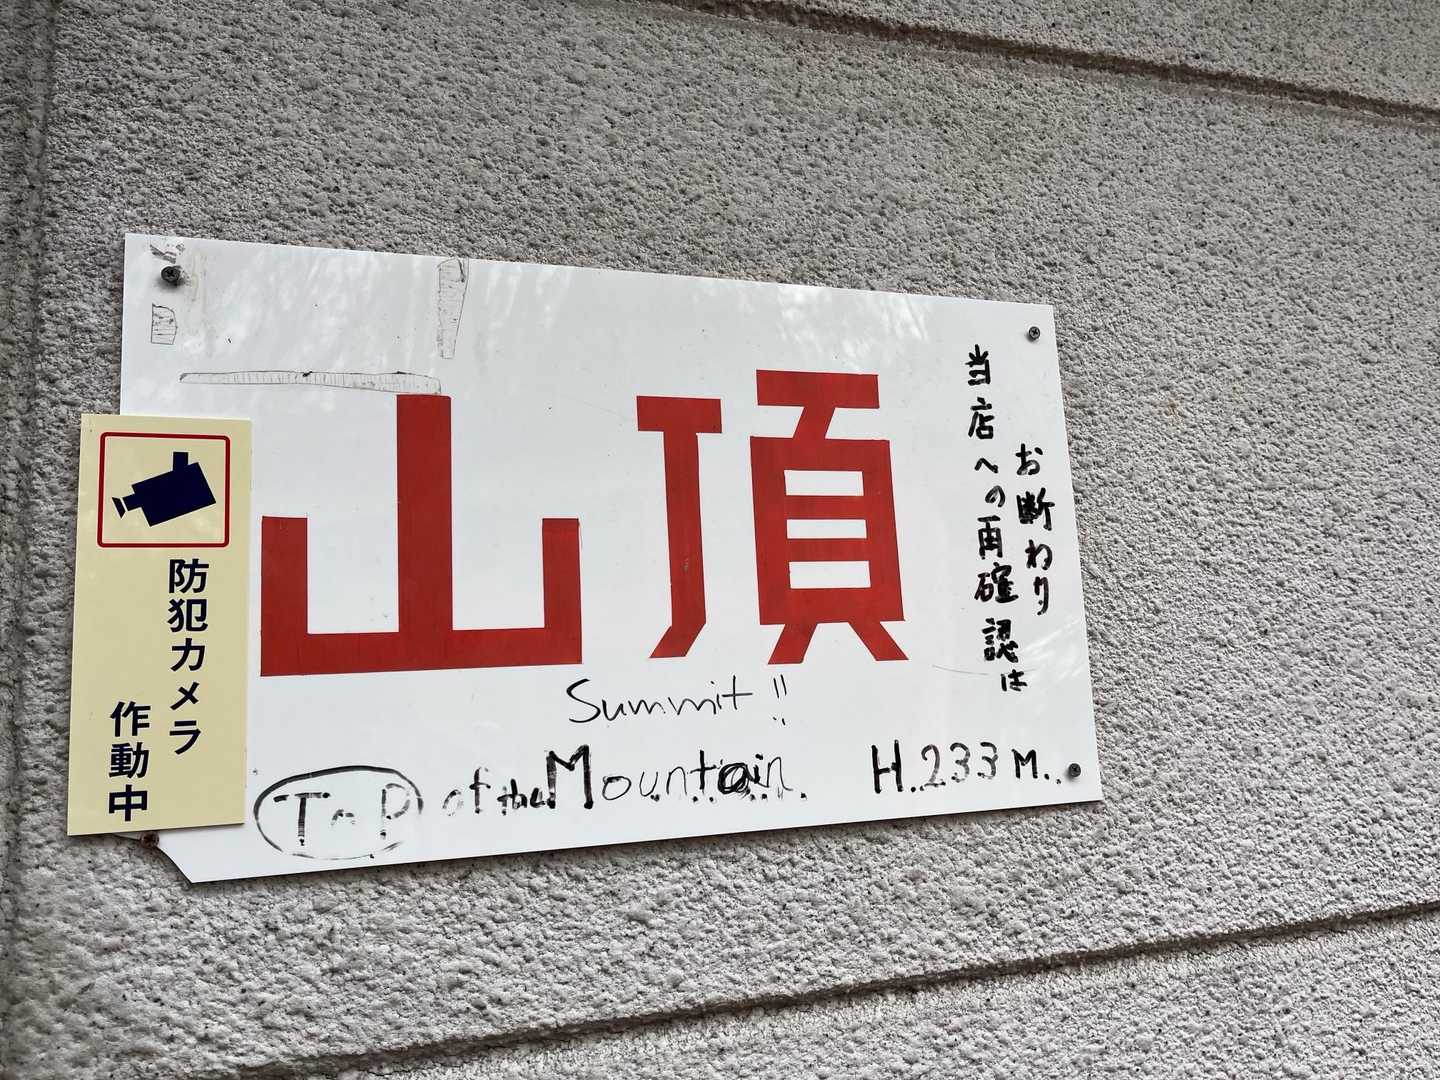 山頂
Summit!!
TOP of the Mountain H.233M.
当店への再確認は
お断わり
防犯カメラ
作動中